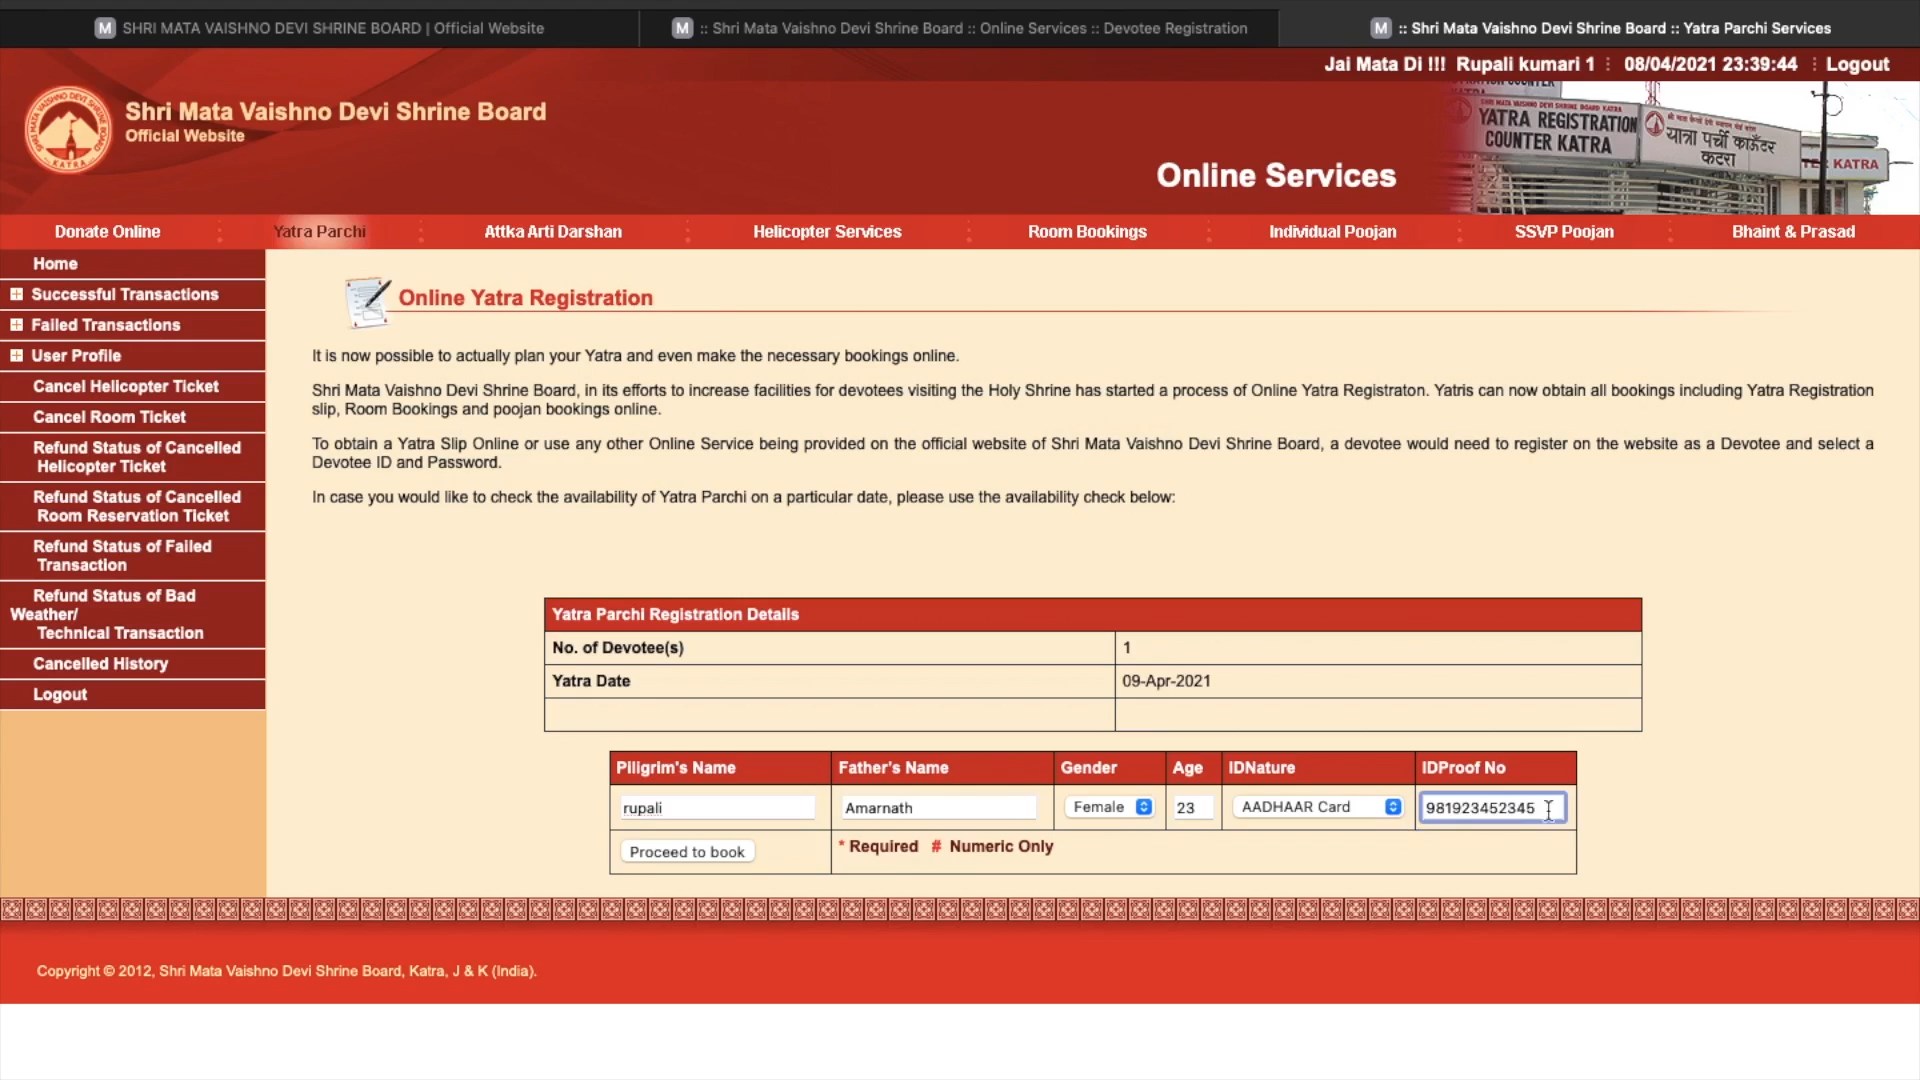 SHRI MATA VAISHNO DEVI SHRINE BOARD | Official Website
:: Shri Mata Vaishno Devi Shrine Board :: Online Services :: Devotee Registration
:: Shri Mata Vaishno Devi Shrine Board :: Yatra Parchi Services
Jai Mata Di !!! Rupali kumari 1 : 08/04/2021 23:39:44 : Logout
Shri Mata Vaishno Devi Shrine Board
Official Website
SHRI MATA VAISHNO DEVI SHRINE BOARD KATRA
YATRA REGISTRATION
COUNTER KATRA
यात्रा पर्ची काऊँटर
कटरा
KATRA
Online Services
Donate Online
Yatra Parchi
Attka Arti Darshan
Helicopter Services
Room Bookings
Individual Poojan
SSVP Poojan
Bhaint & Prasad
Home
Successful Transactions
Failed Transactions
User Profile
Cancel Helicopter Ticket
Cancel Room Ticket
Refund Status of Cancelled
Helicopter Ticket
Refund Status of Cancelled
Room Reservation Ticket
Refund Status of Failed
Transaction
Refund Status of Bad
Weather/
Technical Transaction
Cancelled History
Logout
Online Yatra Registration
It is now possible to actually plan your Yatra and even make the necessary bookings online.
Shri Mata Vaishno Devi Shrine Board, in its efforts to increase facilities for devotees visiting the Holy Shrine has started a process of Online Yatra Registraton. Yatris can now obtain all bookings including Yatra Registration
slip, Room Bookings and poojan bookings online.
To obtain a Yatra Slip Online or use any other Online Service being provided on the official website of Shri Mata Vaishno Devi Shrine Board, a devotee would need to register on the website as a Devotee and select a
Devotee ID and Password.
In case you would like to check the availability of Yatra Parchi on a particular date, please use the availability check below:
Yatra Parchi Registration Details
No. of Devotee(s) 1
Yatra Date 09-Apr-2021
Piligrim's Name Father's Name Gender Age IDNature IDProof No
rupali Amarnath Female 23 AADHAAR Card 981923452345
Proceed to book * Required # Numeric Only
Copyright © 2012, Shri Mata Vaishno Devi Shrine Board, Katra, J & K (India).